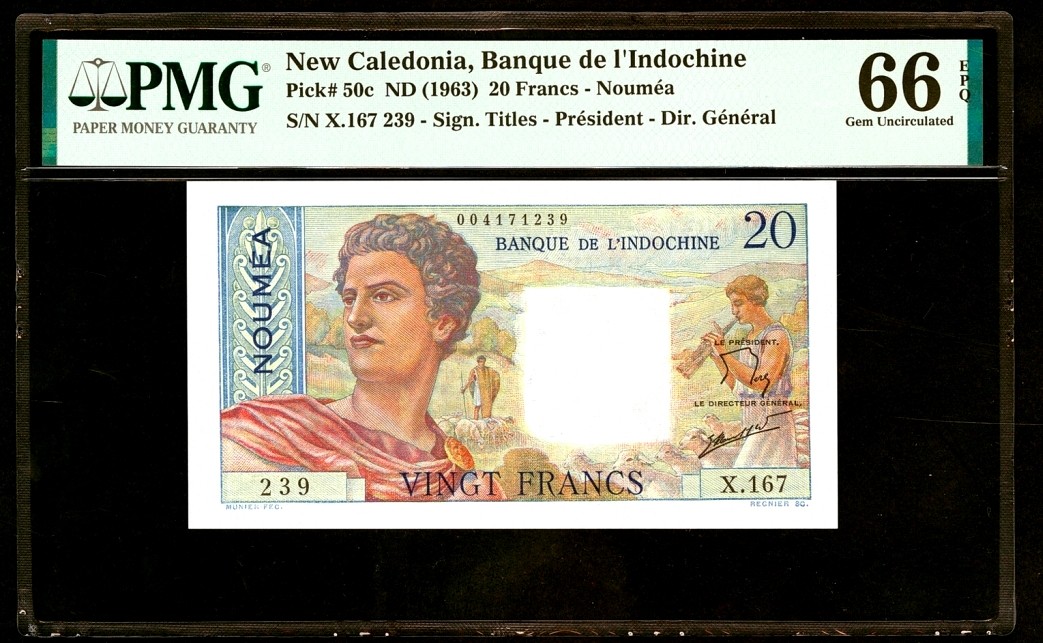 PMG®
PAPER MONEY GUARANTY
New Caledonia, Banque de l'Indochine
Pick# 50c ND (1963) 20 Francs - Nouméa
S/N X.167 239 - Sign. Titles - Président - Dir. Général
66 EPQ
Gem Uncirculated
NOUMÉA
004171239
BANQUE DE L'INDOCHINE
20
LE PRÉSIDENT.
LE DIRECTEUR GÉNÉRAL.
239
VINGT FRANCS
X.167
MUNIER FEC.
REGNIER SC.